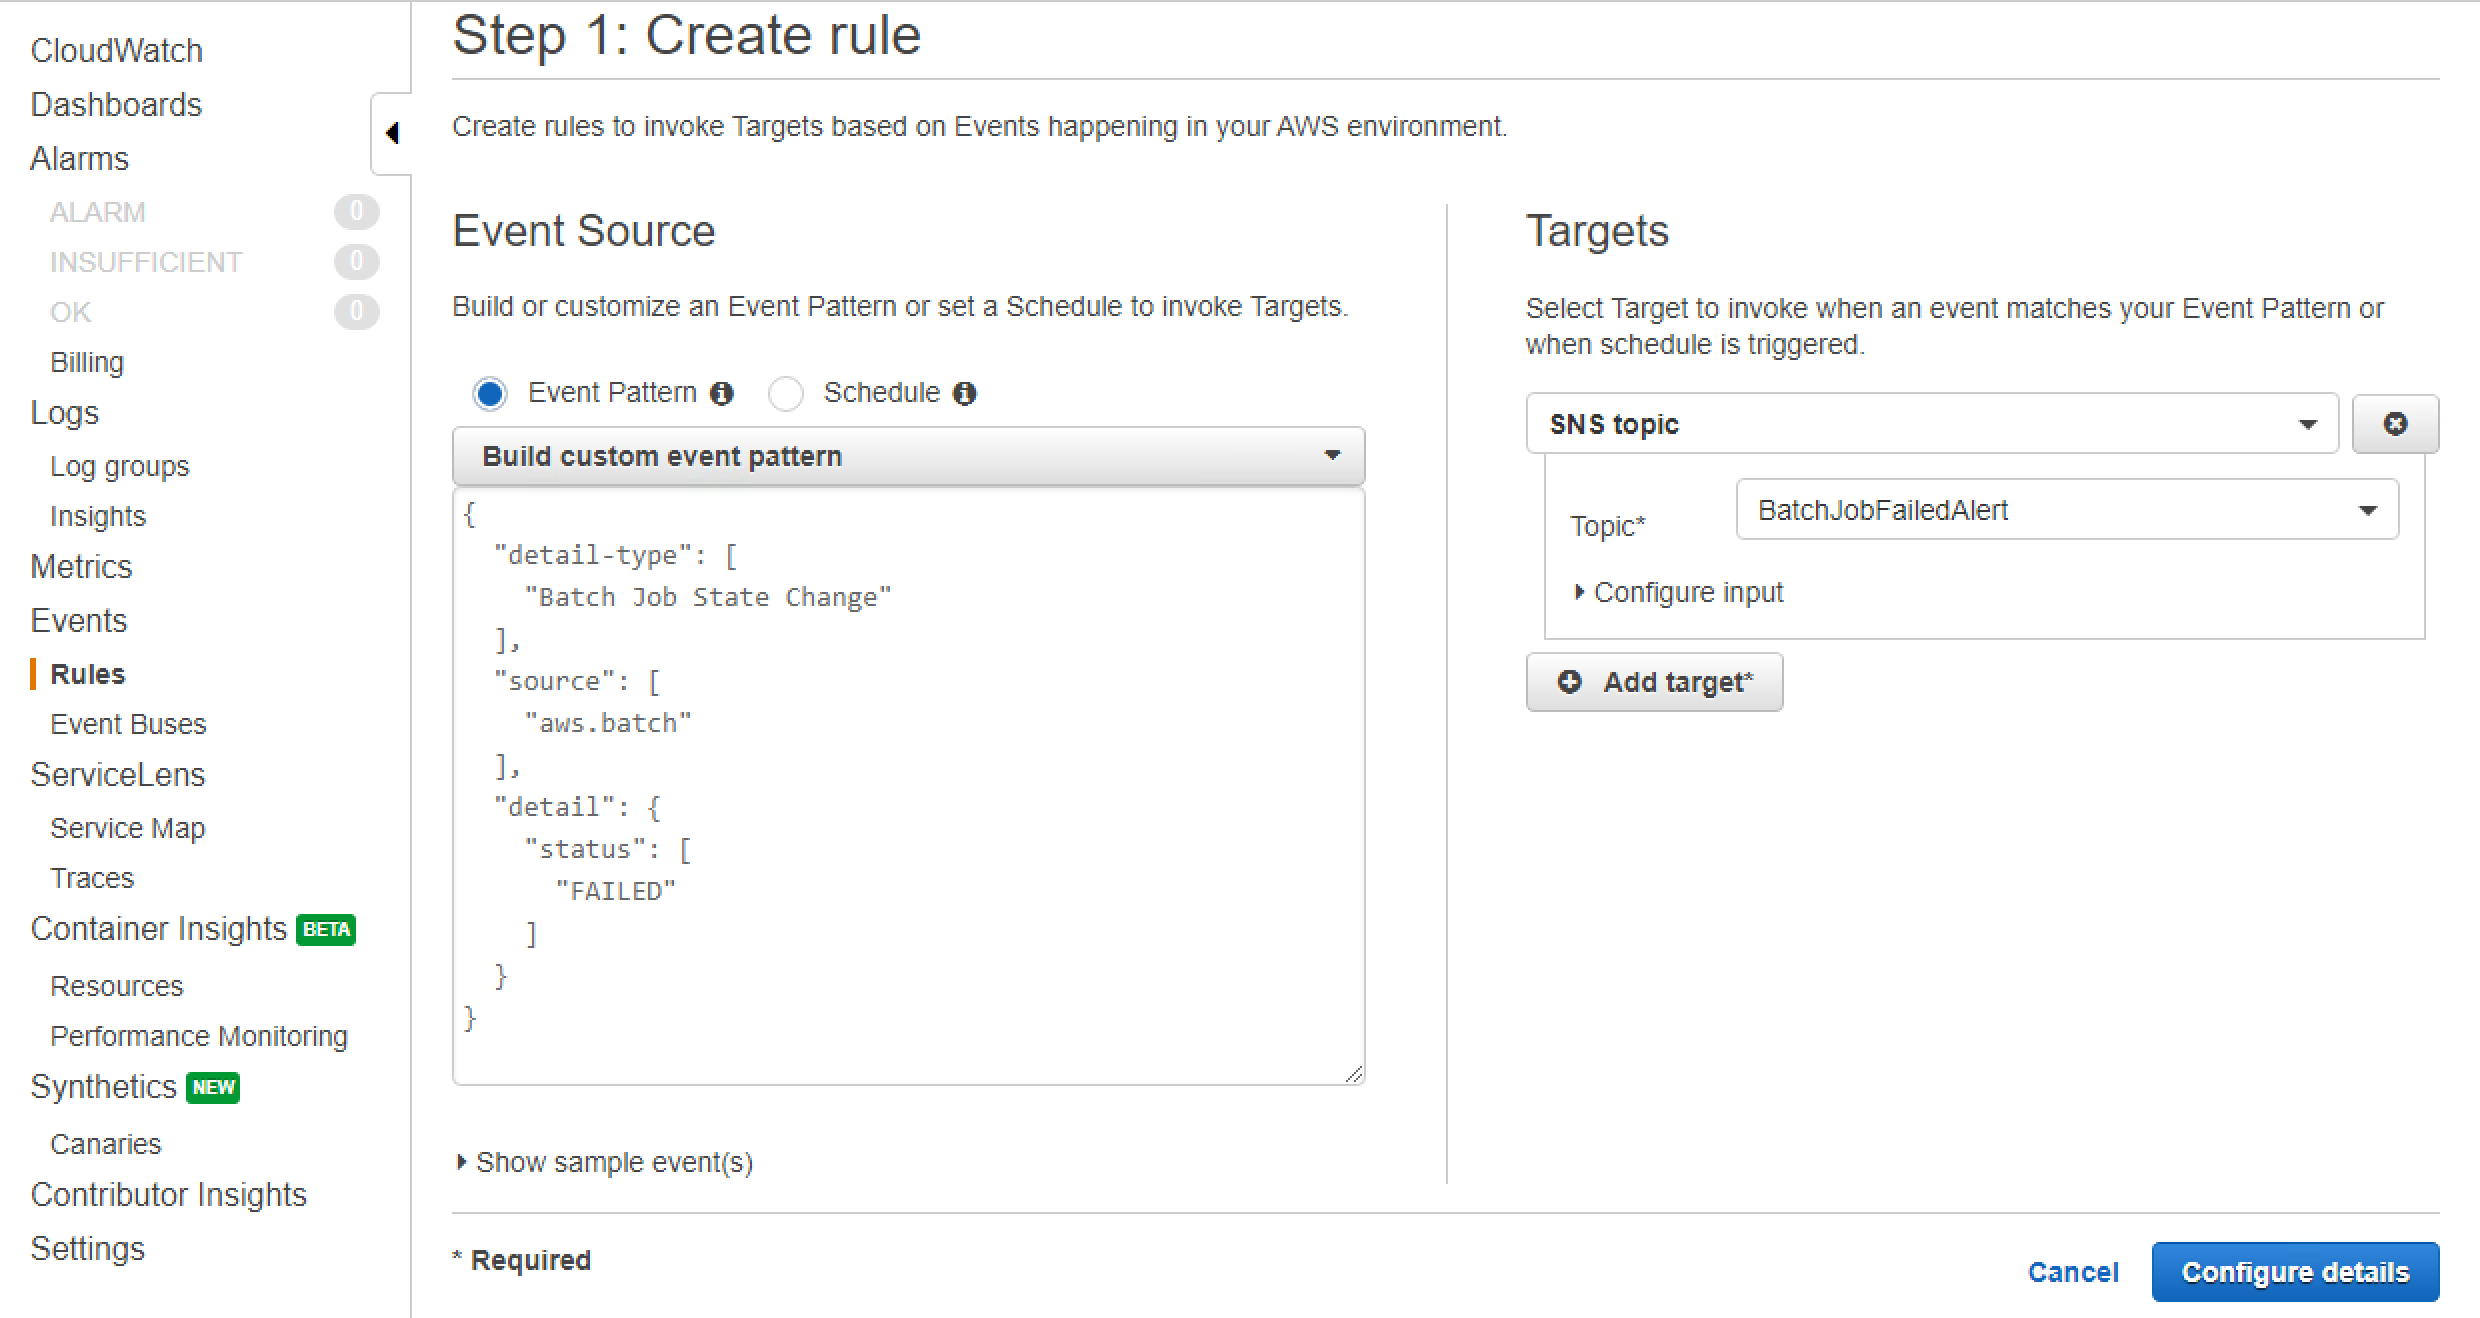 CloudWatch
Dashboards
Alarms
ALARM 0
INSUFFICIENT 0
OK 0
Billing
Logs
Log groups
Insights
Metrics
Events
Rules
Event Buses
ServiceLens
Service Map
Traces
Container Insights BETA
Resources
Performance Monitoring
Synthetics NEW
Canaries
Contributor Insights
Settings
Step 1: Create rule
Create rules to invoke Targets based on Events happening in your AWS environment.
Event Source
Build or customize an Event Pattern or set a Schedule to invoke Targets.
Event Pattern Schedule
Build custom event pattern
{
  "detail-type": [
    "Batch Job State Change"
  ],
  "source": [
    "aws.batch"
  ],
  "detail": {
    "status": [
      "FAILED"
    ]
  }
}
Show sample event(s)
Targets
Select Target to invoke when an event matches your Event Pattern or
when schedule is triggered.
SNS topic
Topic* BatchJobFailedAlert
Configure input
Add target*
* Required
Cancel Configure details